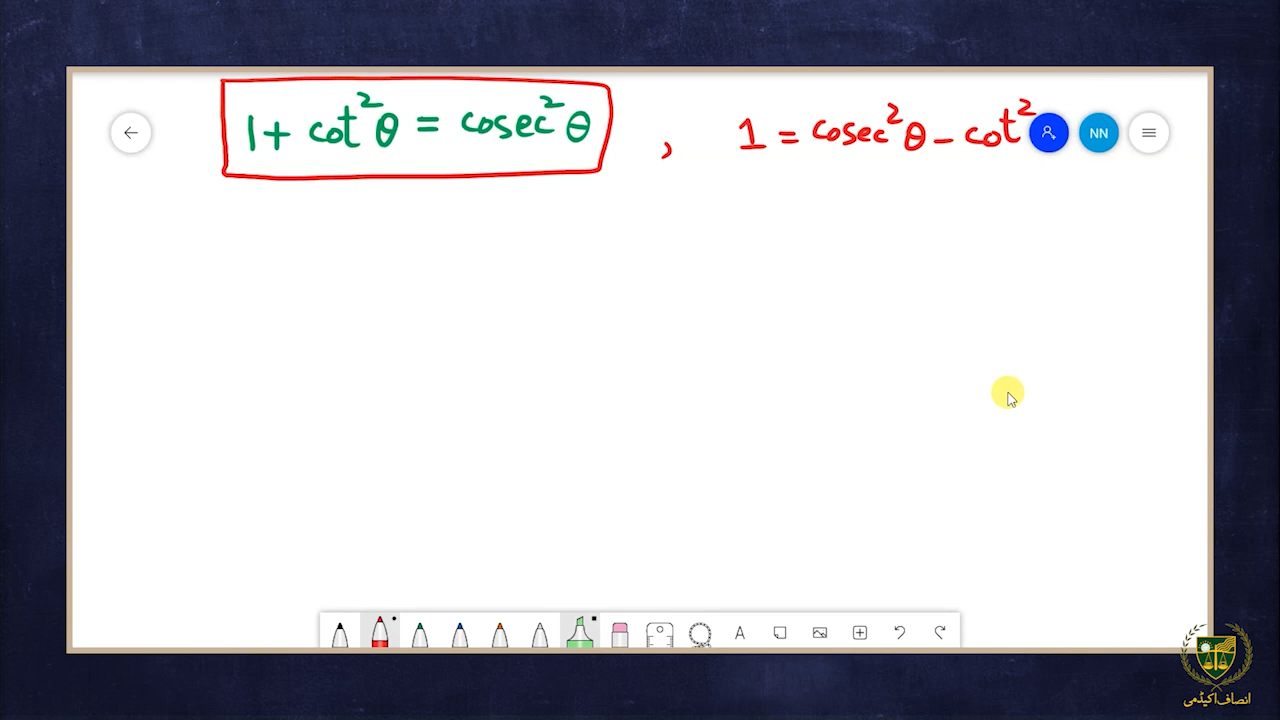 1 + cot²θ = cosec²θ , 1 = cosec²θ - cot²
NN
A
انصاف اکیڈمی